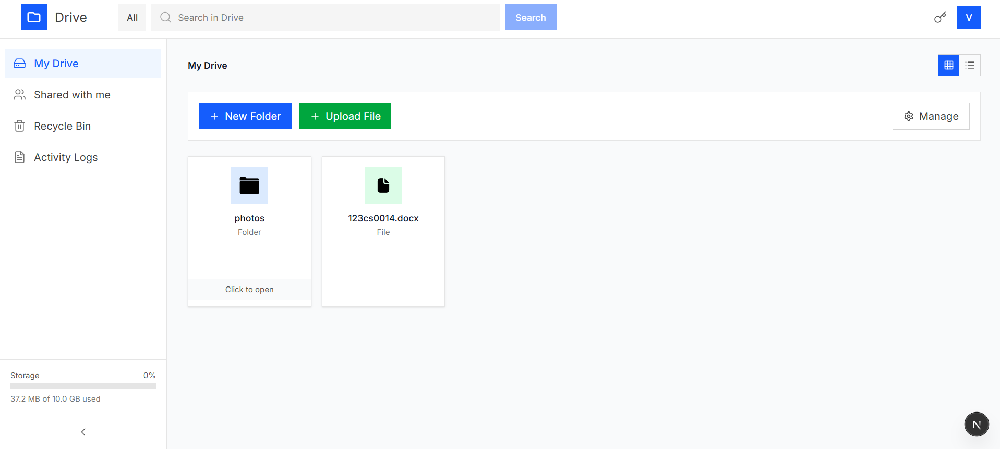 Drive
All
Search in Drive
Search
V
My Drive
Shared with me
Recycle Bin
Activity Logs
My Drive
+ New Folder
+ Upload File
Manage
photos
Folder
Click to open
123cs0014.docx
File
Storage 0%
37.2 MB of 10.0 GB used
N